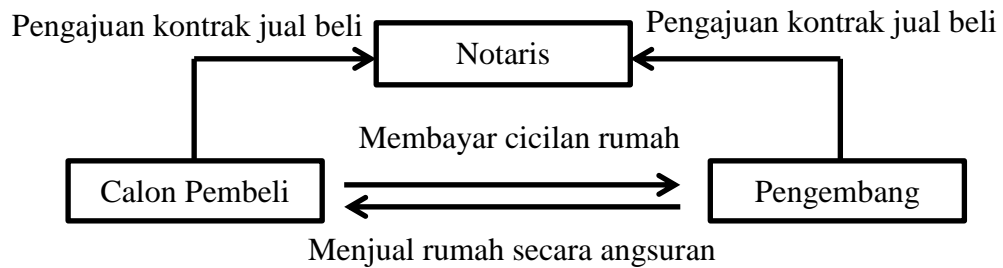 Pengajuan kontrak jual beli
Pengajuan kontrak jual beli
Notaris
Membayar cicilan rumah
Calon Pembeli
Pengembang
Menjual rumah secara angsuran